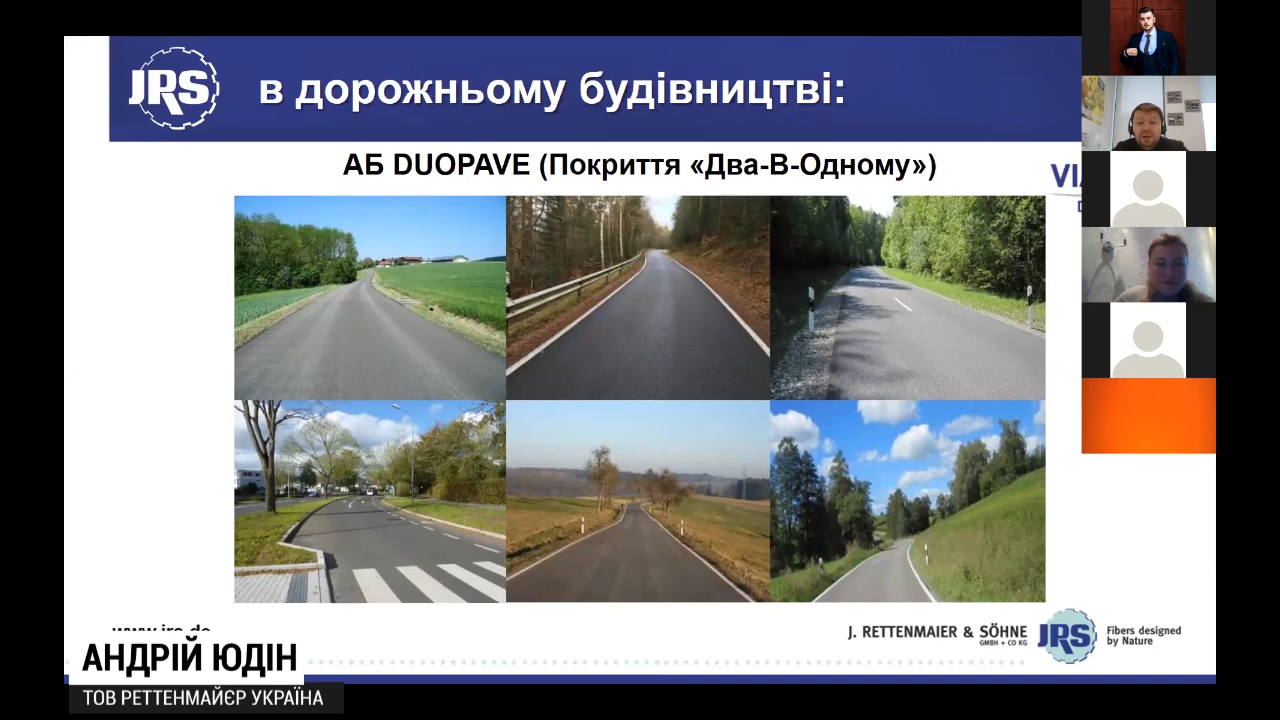 JRS
в дорожньому будівництві:
АБ DUOPAVE (Покриття «Два-В-Одному»)
J. RETTENMAIER & SÖHNE
GMBH + CO KG
JRS
Fibers designed
by Nature
АНДРІЙ ЮДІН
ТОВ РЕТТЕНМАЙЄР УКРАЇНА